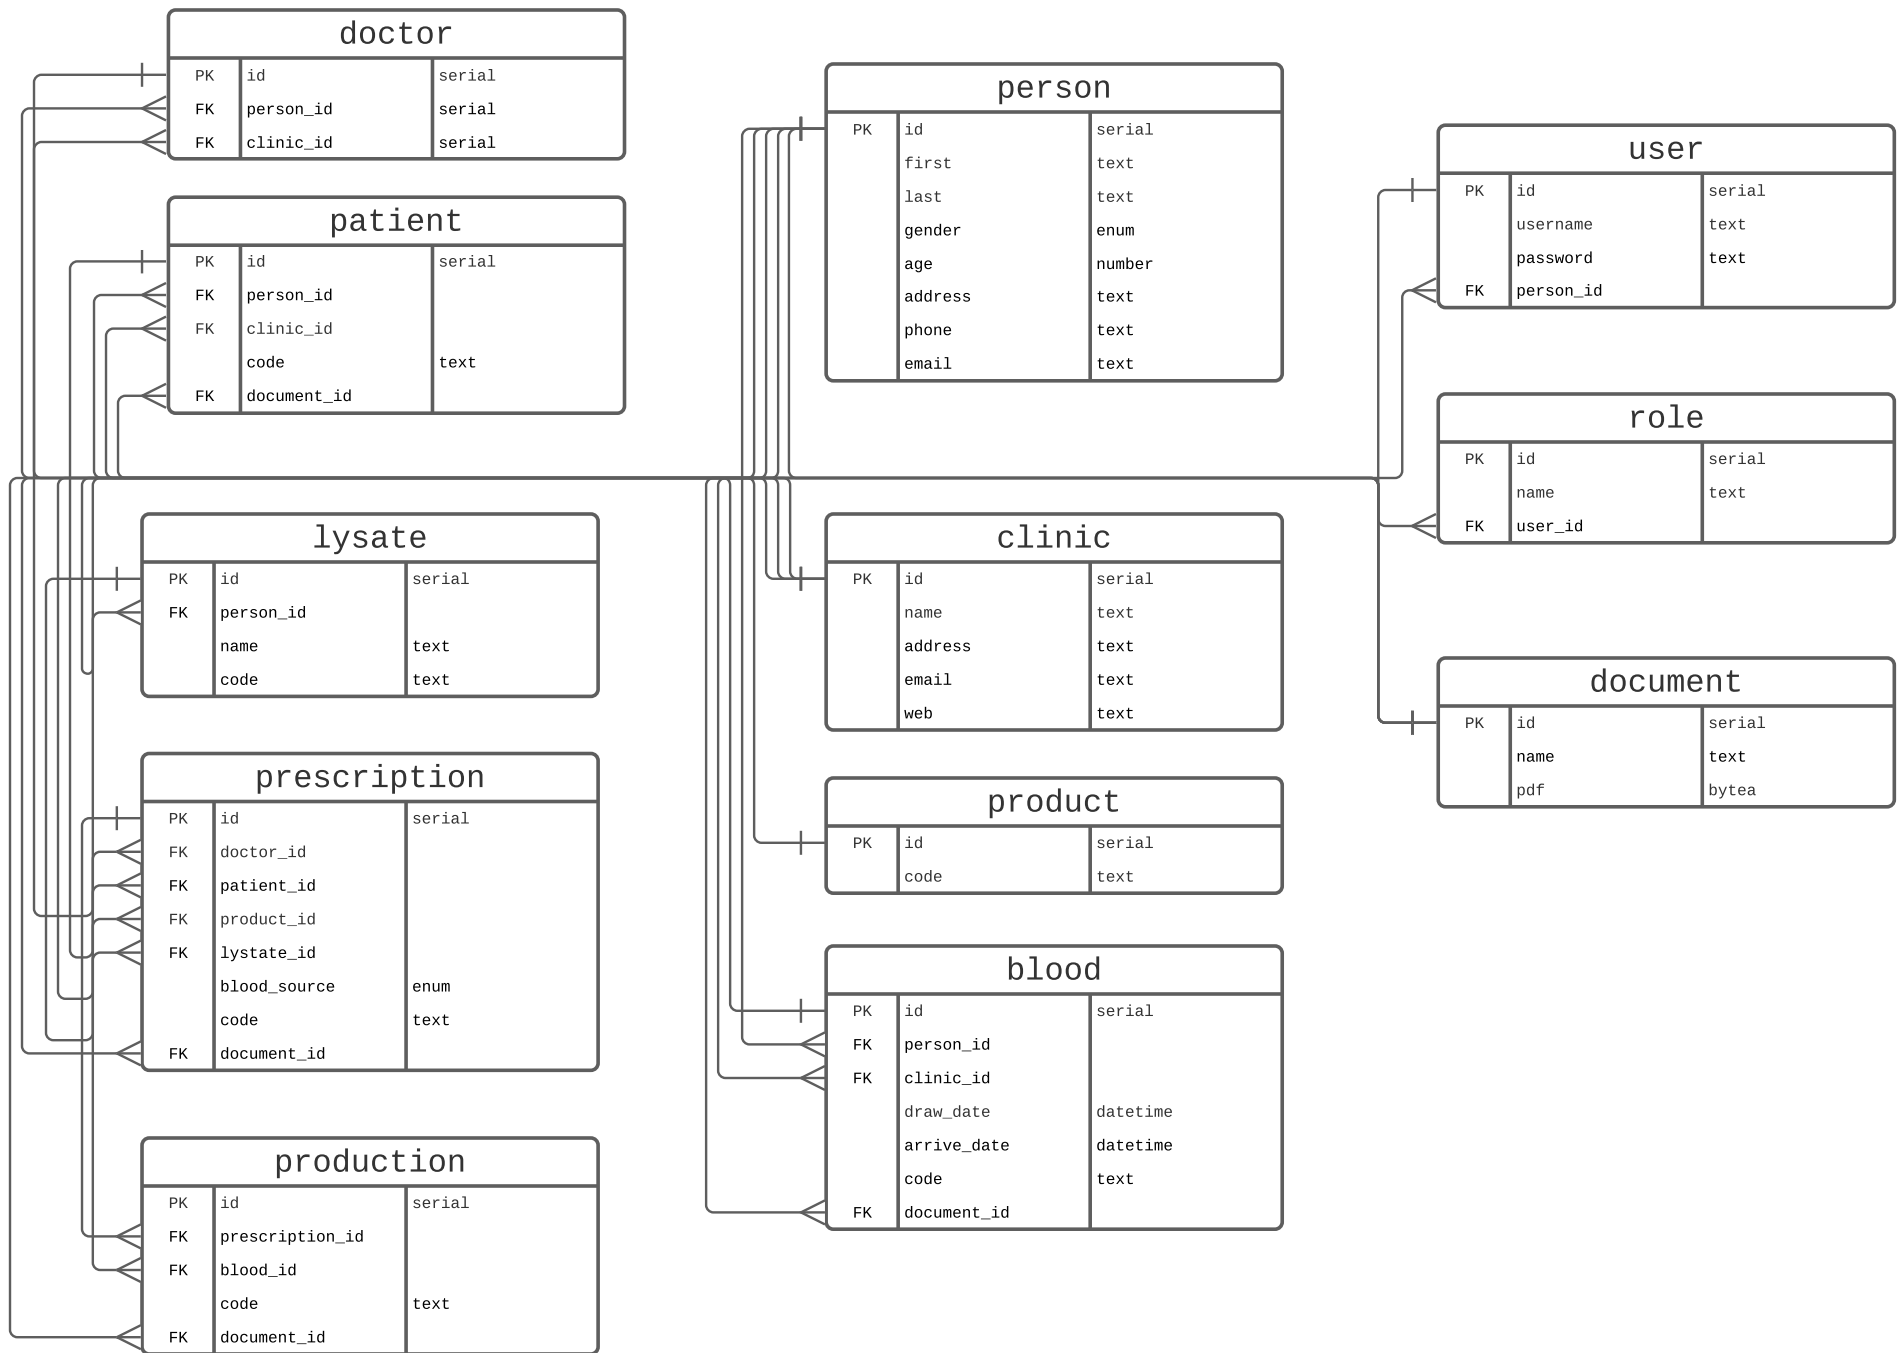 doctor
PK id serial
FK person_id serial
FK clinic_id serial
patient
PK id serial
FK person_id
FK clinic_id
code text
FK document_id
lysate
PK id serial
FK person_id
name text
code text
prescription
PK id serial
FK doctor_id
FK patient_id
FK product_id
FK lystate_id
blood_source enum
code text
FK document_id
production
PK id serial
FK prescription_id
FK blood_id
code text
FK document_id
person
PK id serial
first text
last text
gender enum
age number
address text
phone text
email text
clinic
PK id serial
name text
address text
email text
web text
product
PK id serial
code text
blood
PK id serial
FK person_id
FK clinic_id
draw_date datetime
arrive_date datetime
code text
FK document_id
user
PK id serial
username text
password text
FK person_id
role
PK id serial
name text
FK user_id
document
PK id serial
name text
pdf bytea